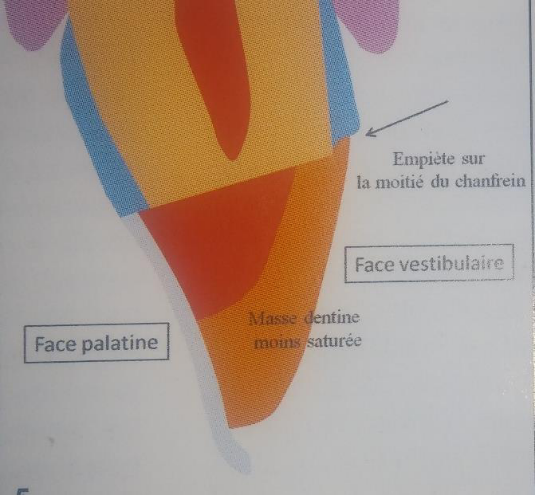 Empiète sur
la moitié du chanfrein
Face vestibulaire
Masse dentine
moins saturée
Face palatine